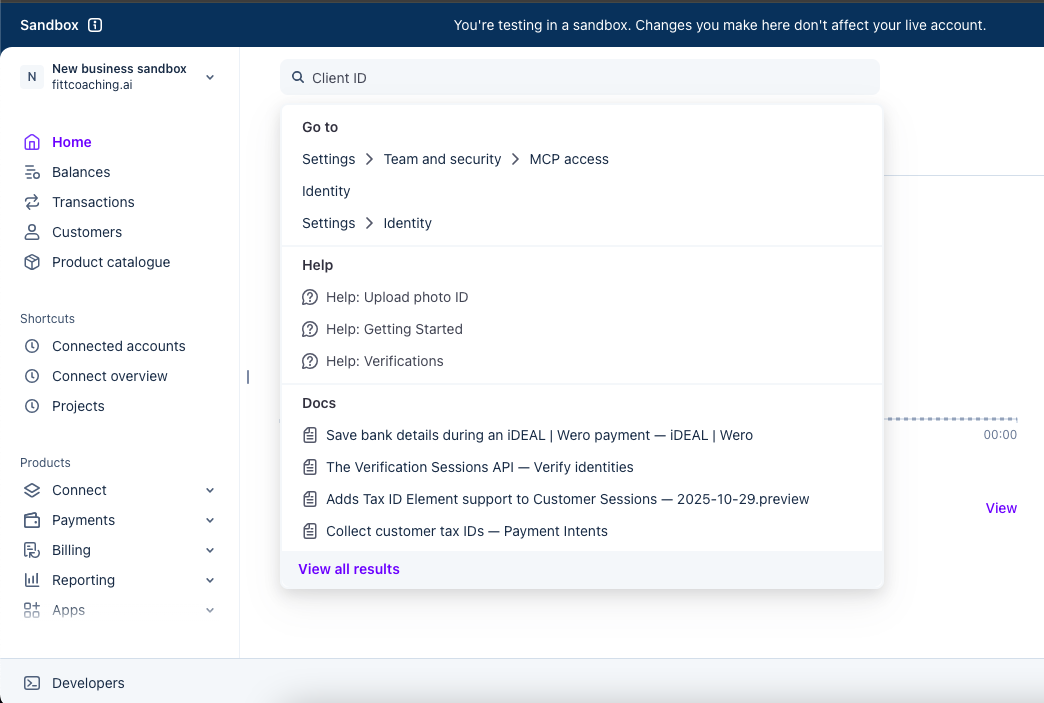 Sandbox
You're testing in a sandbox. Changes you make here don't affect your live account.
N
New business sandbox
fittcoaching.ai
Client ID
Home
Balances
Transactions
Customers
Product catalogue
Shortcuts
Connected accounts
Connect overview
Projects
Products
Connect
Payments
Billing
Reporting
Apps
Developers
Go to
Settings > Team and security > MCP access
Identity
Settings > Identity
Help
Help: Upload photo ID
Help: Getting Started
Help: Verifications
Docs
Save bank details during an iDEAL | Wero payment — iDEAL | Wero
The Verification Sessions API — Verify identities
Adds Tax ID Element support to Customer Sessions — 2025-10-29.preview
Collect customer tax IDs — Payment Intents
View all results
00:00
View